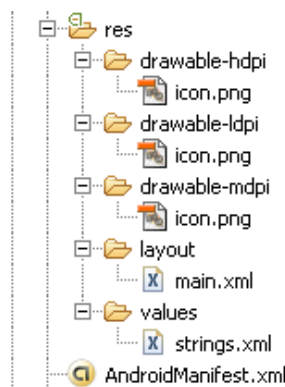 res
drawable-hdpi
icon.png
drawable-ldpi
icon.png
drawable-mdpi
icon.png
layout
main.xml
values
strings.xml
AndroidManifest.xml